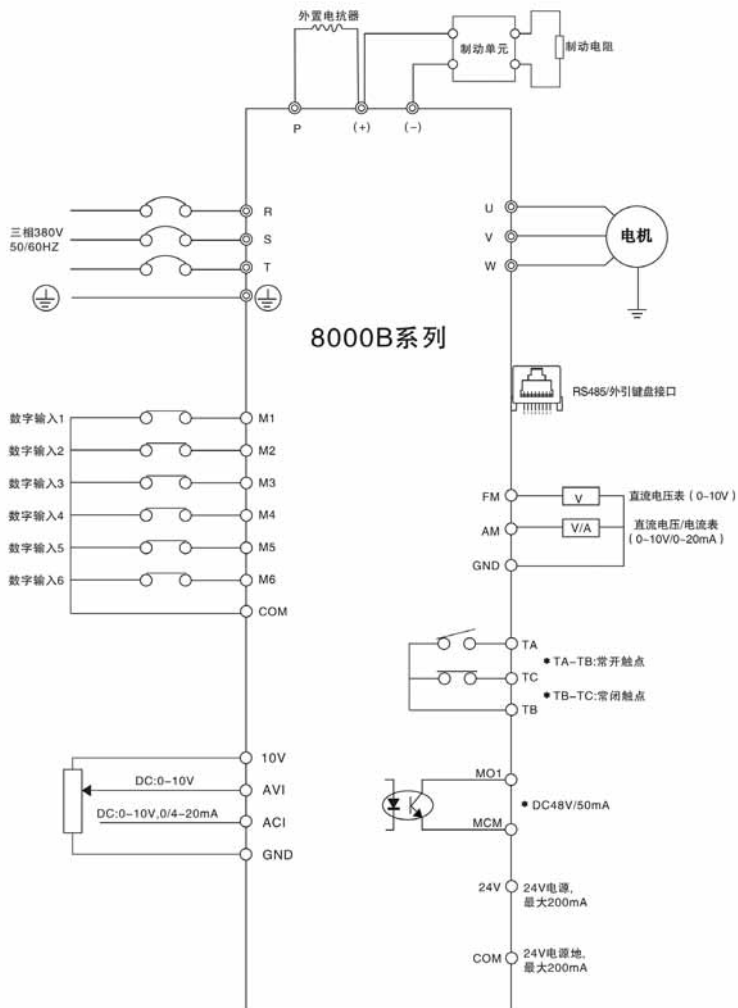 外置电抗器
制动单元
制动电阻
P
(+)
(-)
三相380V
50/60HZ
R
S
T
U
V
W
电机
8000B系列
RS485/外引键盘接口
数字输入1
M1
数字输入2
M2
数字输入3
M3
数字输入4
M4
数字输入5
M5
数字输入6
M6
COM
FM
V
直流电压表(0~10V)
AM
V/A
直流电压/电流表
(0~10V/0~20mA)
GND
TA
*TA-TB:常开触点
TC
*TB-TC:常闭触点
TB
10V
DC:0-10V
AVI
DC:0-10V,0/4-20mA
ACI
GND
MO1
*DC48V/50mA
MCM
24V
24V电源,
最大200mA
COM
24V电源地,
最大200mA